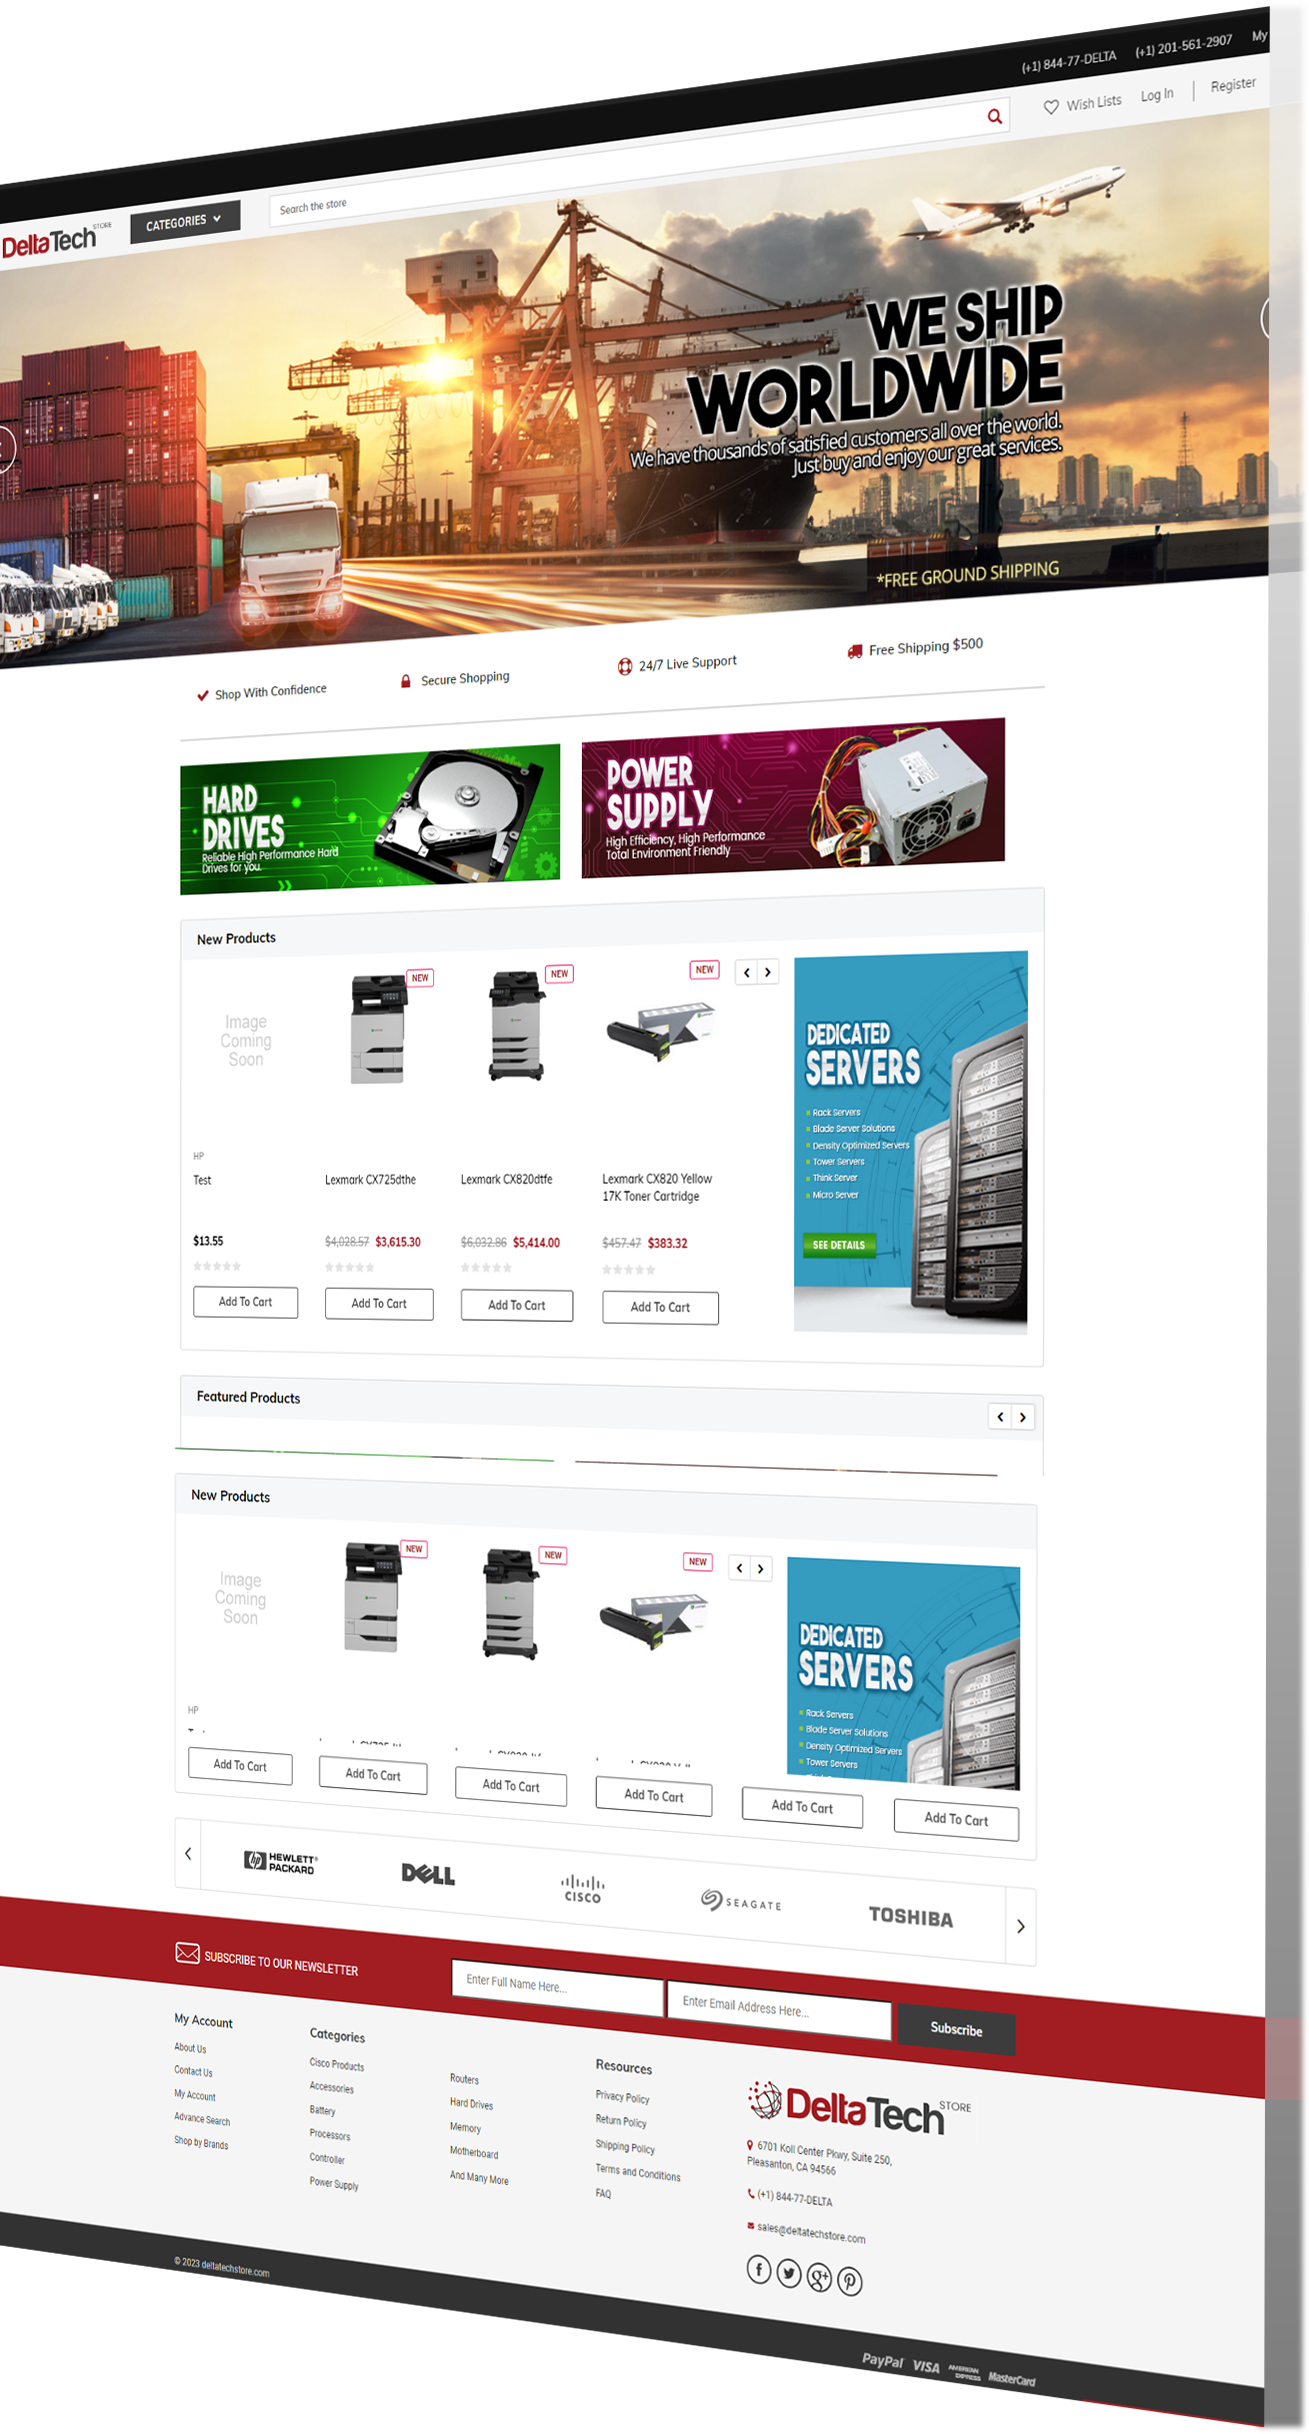 (+1) 844-77-DELTA (+1) 201-561-2907 My
DeltaTech STORE
CATEGORIES
Search the store
Wish Lists Log In | Register
WE SHIP
WORLDWIDE
We have thousands of satisfied customers all over the world.
Just buy and enjoy our great services.
*FREE GROUND SHIPPING
Shop With Confidence Secure Shopping 24/7 Live Support Free Shipping $500
HARD
DRIVES
Reliable High Performance Hard
Drives for you.
POWER
SUPPLY
High Efficiency, High Performance
Total Environment Friendly
New Products
Image
Coming
Soon
NEW
NEW
NEW
HP
Test
Lexmark CX725dthe
Lexmark CX820dtfe
Lexmark CX820 Yellow
17K Toner Cartridge
$13.55
$4,028.57 $3,615.30
$6,032.86 $5,414.00
$457.47 $383.32
Add To Cart Add To Cart Add To Cart Add To Cart
DEDICATED
SERVERS
Rack Servers
Blade Server Solutions
Density Optimized Servers
Tower Servers
Think Server
Micro Server
SEE DETAILS
Featured Products
New Products
Image
Coming
Soon
NEW
NEW
NEW
HP
DEDICATED
SERVERS
Rack Servers
Blade Server Solutions
Density Optimized Servers
Tower Servers
Add To Cart Add To Cart Add To Cart Add To Cart Add To Cart Add To Cart
hp HEWLETT®
PACKARD
DELL
CISCO
SEAGATE
TOSHIBA
SUBSCRIBE TO OUR NEWSLETTER
Enter Full Name Here...
Enter Email Address Here...
Subscribe
My Account
About Us
Contact Us
My Account
Advance Search
Shop by Brands
Categories
Cisco Products
Accessories
Battery
Processors
Controller
Power Supply
Routers
Hard Drives
Memory
Motherboard
And Many More
Resources
Privacy Policy
Return Policy
Shipping Policy
Terms and Conditions
FAQ
DeltaTech STORE
6701 Koll Center Pkwy, Suite 250,
Pleasanton, CA 94566
(+1) 844-77-DELTA
sales@deltatechstore.com
© 2023 deltatechstore.com
PayPal VISA AMERICAN EXPRESS MasterCard